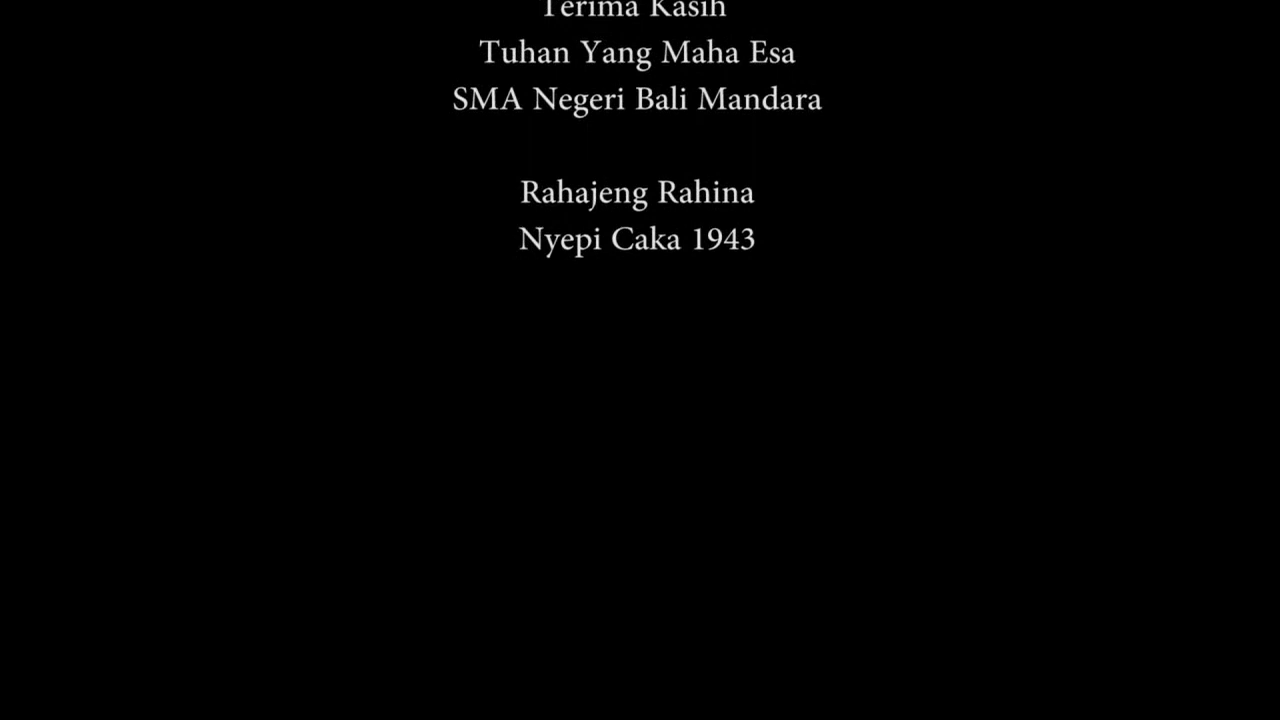 Terima Kasih
Tuhan Yang Maha Esa
SMA Negeri Bali Mandara
Rahajeng Rahina
Nyepi Caka 1943